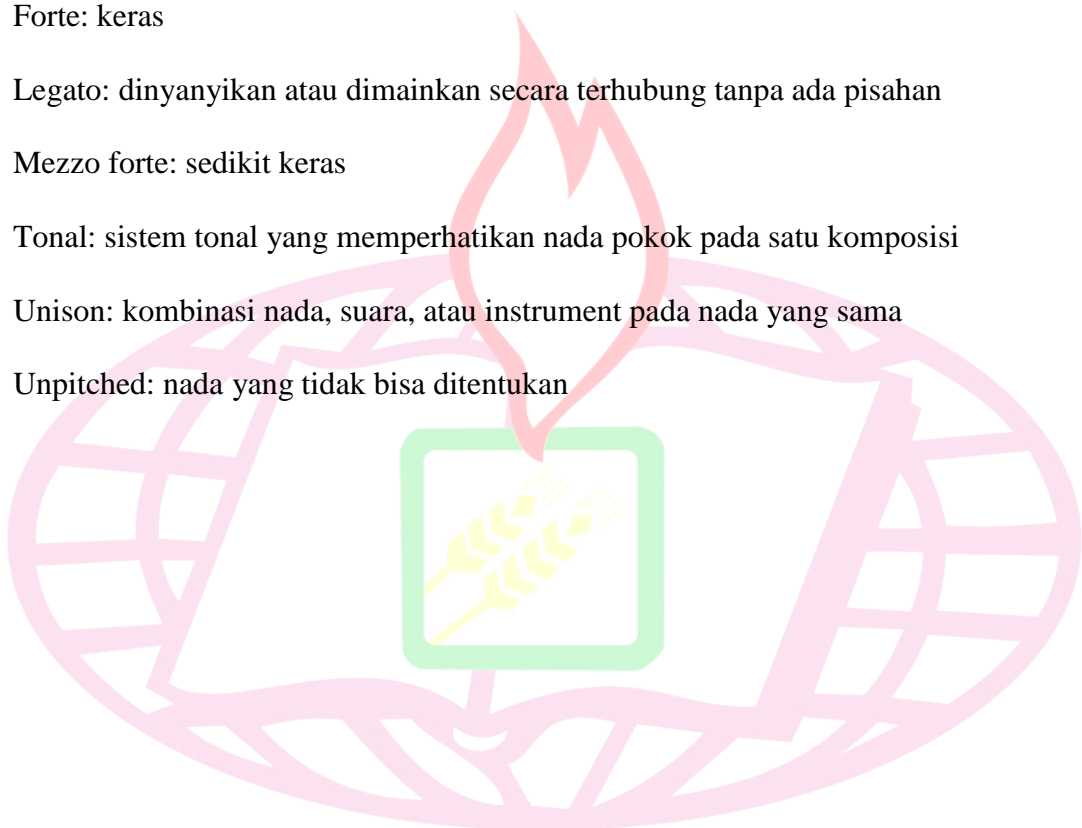 Forte: keras
Legato: dinyanyikan atau dimainkan secara terhubung tanpa ada pisahan
Mezzo forte: sedikit keras
Tonal: sistem tonal yang memperhatikan nada pokok pada satu komposisi
Unison: kombinasi nada, suara, atau instrument pada nada yang sama
Unpitched: nada yang tidak bisa ditentukan